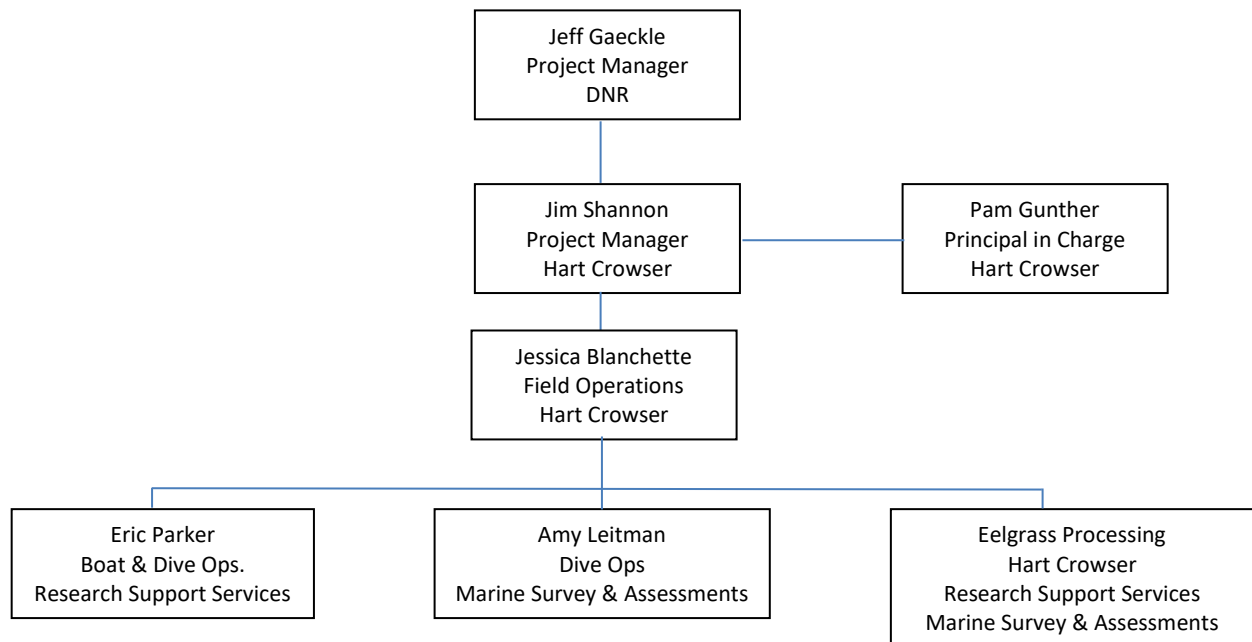 Jeff Gaeckle
Project Manager
DNR
Jim Shannon
Project Manager
Hart Crowser
Pam Gunther
Principal in Charge
Hart Crowser
Jessica Blanchette
Field Operations
Hart Crowser
Eric Parker
Boat & Dive Ops.
Research Support Services
Amy Leitman
Dive Ops
Marine Survey & Assessments
Eelgrass Processing
Hart Crowser
Research Support Services
Marine Survey & Assessments